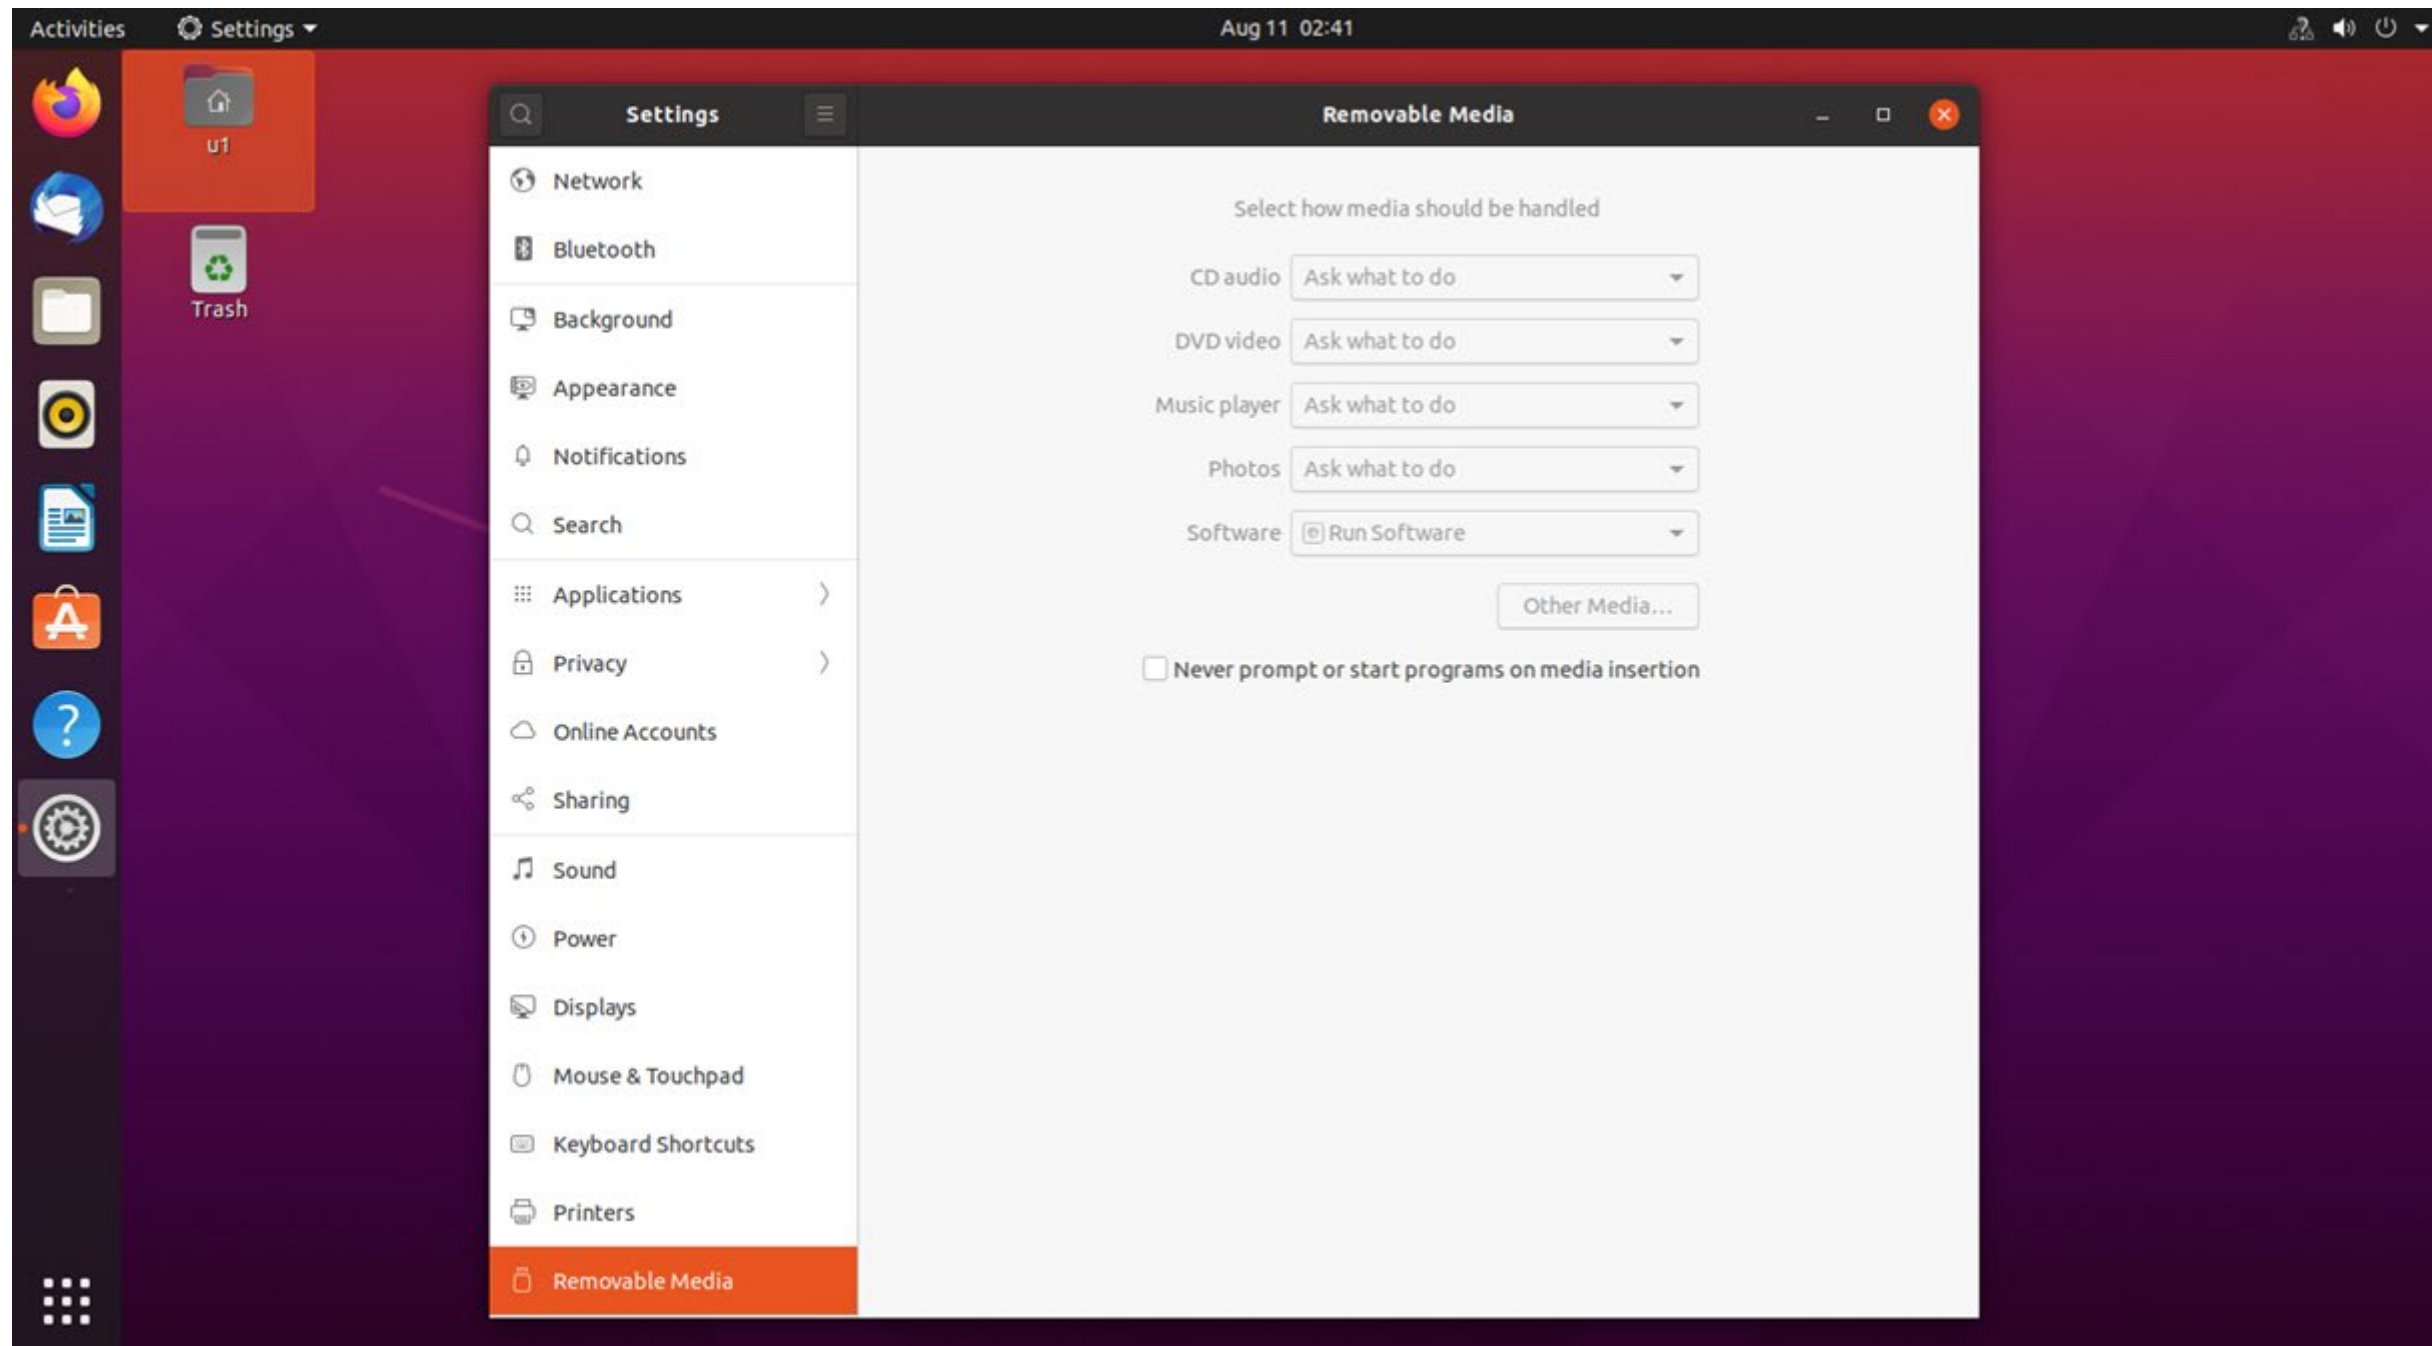 Activities
Settings
Aug 11 02:41
u1
Trash
Settings
Removable Media
Network
Bluetooth
Background
Appearance
Notifications
Search
Applications
Privacy
Online Accounts
Sharing
Sound
Power
Displays
Mouse & Touchpad
Keyboard Shortcuts
Printers
Removable Media
Select how media should be handled
CD audio Ask what to do
DVD video Ask what to do
Music player Ask what to do
Photos Ask what to do
Software Run Software
Other Media...
Never prompt or start programs on media insertion